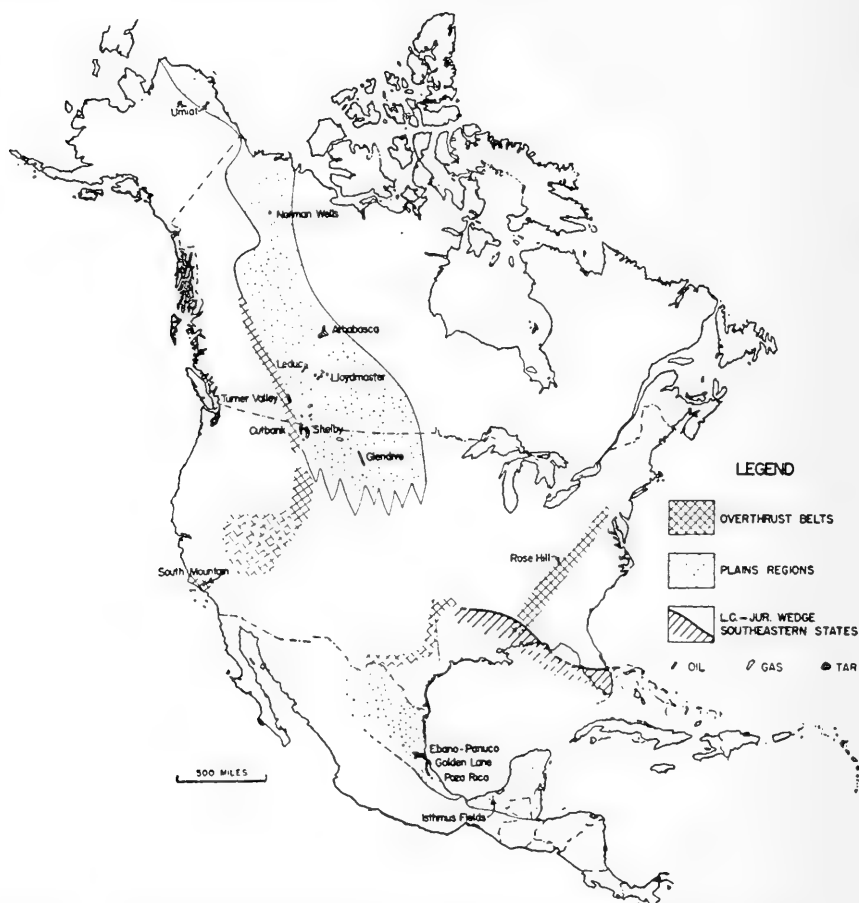 Umiat
Norman Wells
Athabasca
Leduc
Lloydmaster
Turner Valley
Cutbank
Shelby
Glendive
LEGEND
OVERTHRUST BELTS
PLAINS REGIONS
L.C.—JUR. WEDGE
SOUTHEASTERN STATES
OIL
GAS
TAR
Rose Hill
South Mountain
Ebano-Panuco
Golden Lane
Poza Rica
500 MILES
Isthmus Fields